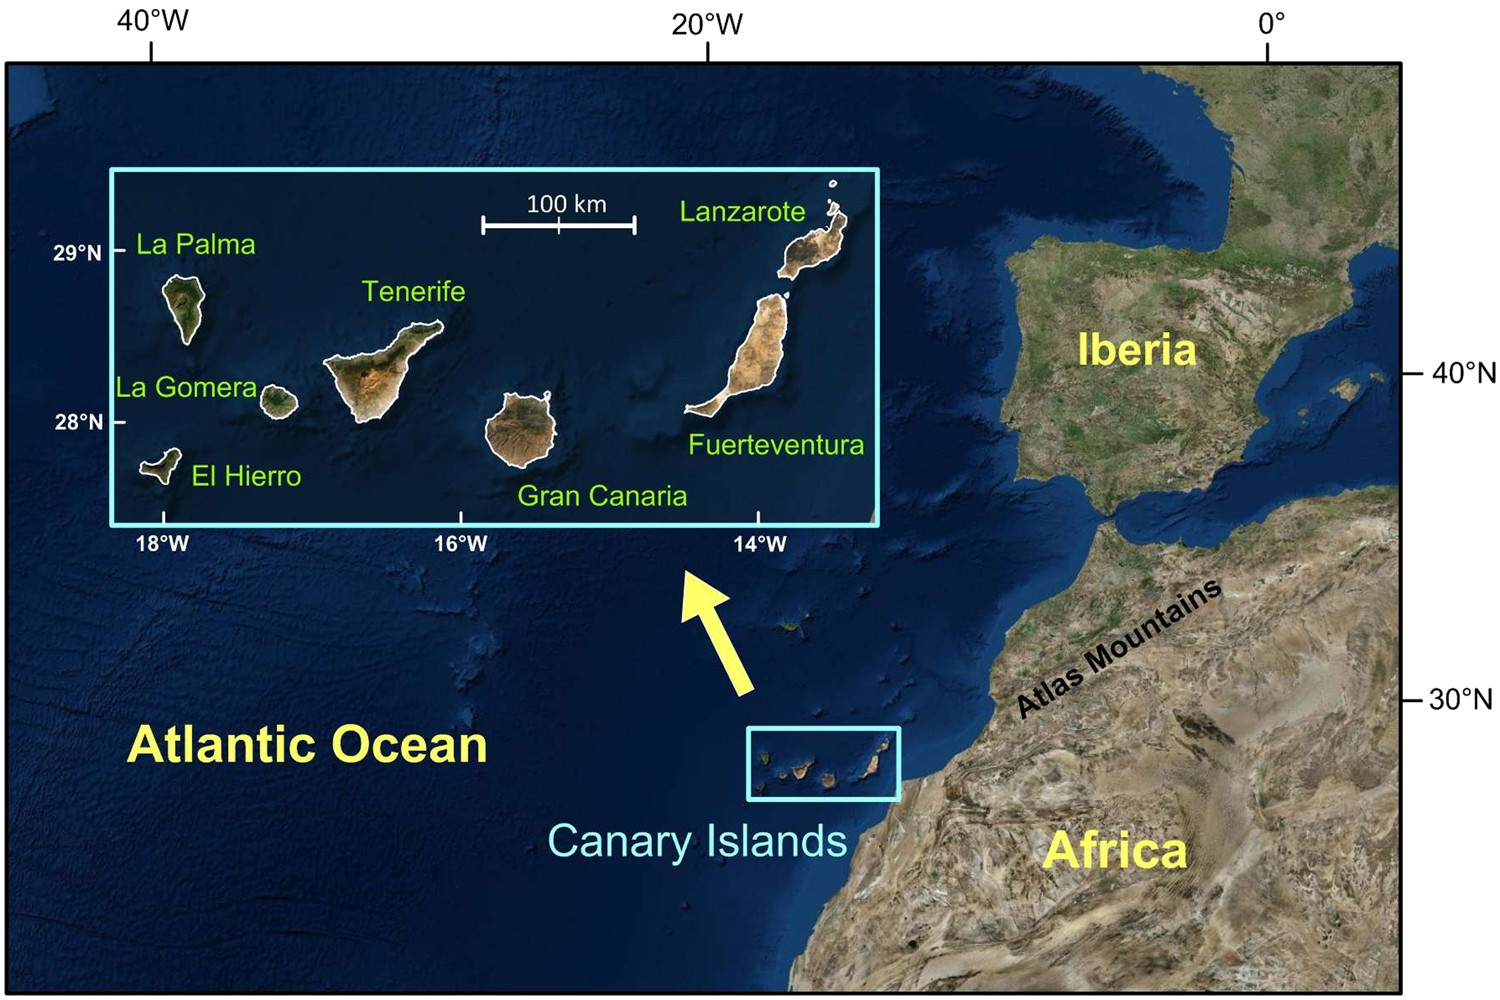 40°W
20°W
0°
100 km
Lanzarote
La Palma
29°N
Tenerife
Iberia
40°N
La Gomera
28°N
Fuerteventura
El Hierro
Gran Canaria
18°W
16°W
14°W
Atlas Mountains
30°N
Atlantic Ocean
Canary Islands
Africa